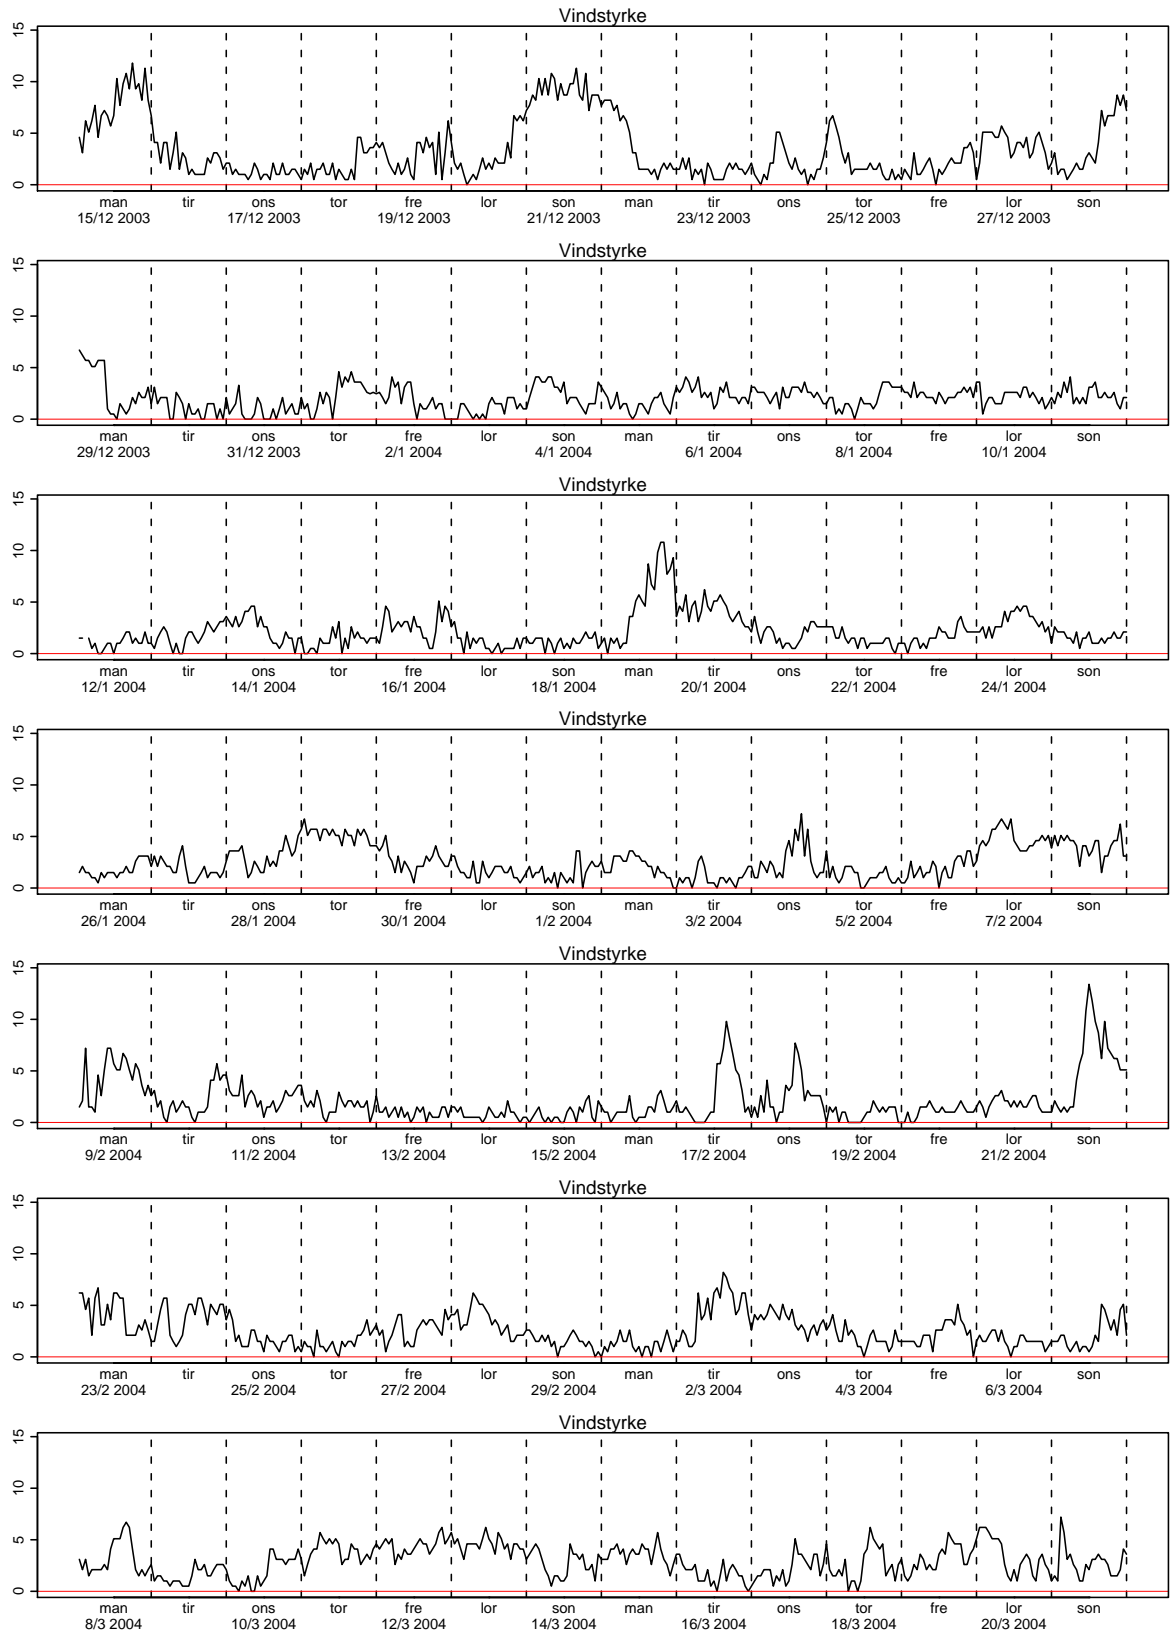 Vindstyrke
15
10
5
0
man tir ons tor fre lor son man tir ons tor fre lor son
15/12 2003 17/12 2003 19/12 2003 21/12 2003 23/12 2003 25/12 2003 27/12 2003
Vindstyrke
15
10
5
0
man tir ons tor fre lor son man tir ons tor fre lor son
29/12 2003 31/12 2003 2/1 2004 4/1 2004 6/1 2004 8/1 2004 10/1 2004
Vindstyrke
15
10
5
0
man tir ons tor fre lor son man tir ons tor fre lor son
12/1 2004 14/1 2004 16/1 2004 18/1 2004 20/1 2004 22/1 2004 24/1 2004
Vindstyrke
15
10
5
0
man tir ons tor fre lor son man tir ons tor fre lor son
26/1 2004 28/1 2004 30/1 2004 1/2 2004 3/2 2004 5/2 2004 7/2 2004
Vindstyrke
15
10
5
0
man tir ons tor fre lor son man tir ons tor fre lor son
9/2 2004 11/2 2004 13/2 2004 15/2 2004 17/2 2004 19/2 2004 21/2 2004
Vindstyrke
15
10
5
0
man tir ons tor fre lor son man tir ons tor fre lor son
23/2 2004 25/2 2004 27/2 2004 29/2 2004 2/3 2004 4/3 2004 6/3 2004
Vindstyrke
15
10
5
0
man tir ons tor fre lor son man tir ons tor fre lor son
8/3 2004 10/3 2004 12/3 2004 14/3 2004 16/3 2004 18/3 2004 20/3 2004